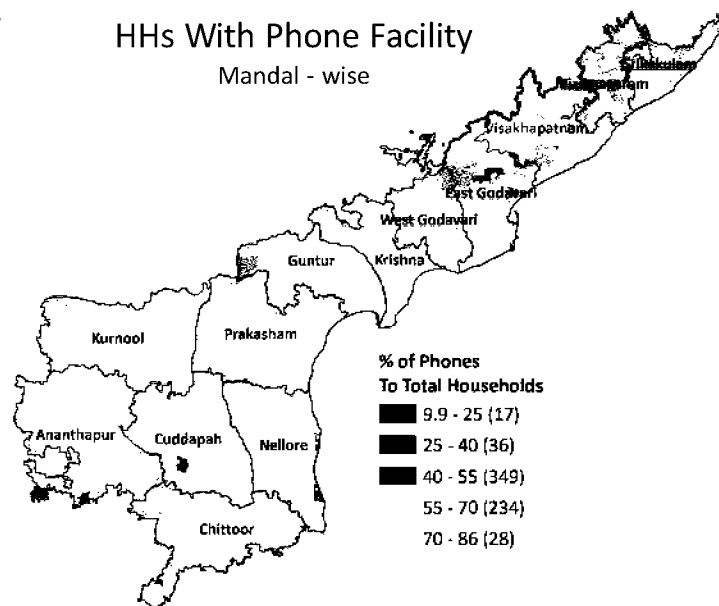 HHs With Phone Facility
Mandal - wise
Srikakulam
Visakhapatnam
East Godavari
West Godavari
Guntur
Krishna
Kurnool
Prakasham
Ananthapur
Cuddapah
Nellore
Chittoor
% of Phones
To Total Households
9.9 - 25 (17)
25 - 40 (36)
40 - 55 (349)
55 - 70 (234)
70 - 86 (28)